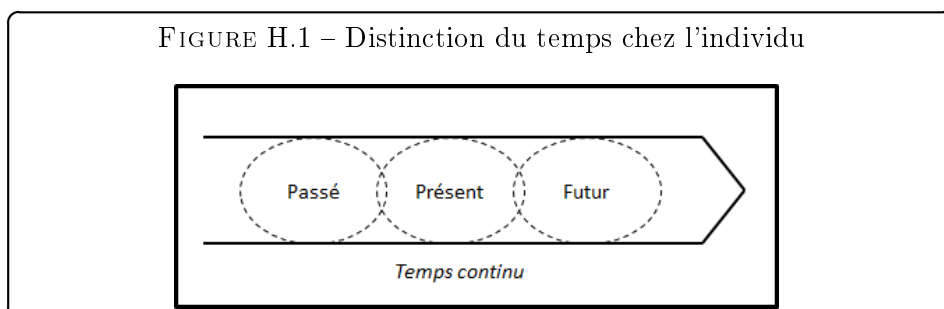 FIGURE H.1 – Distinction du temps chez l'individu
Passé Présent Futur
Temps continu